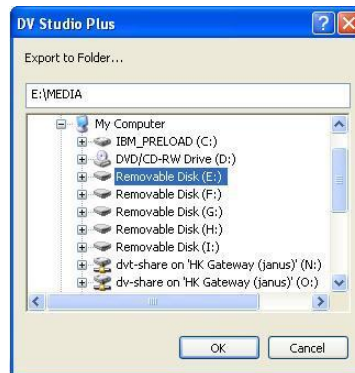 DV Studio Plus
Export to Folder...
E:\MEDIA
My Computer
IBM_PRELOAD (C:)
DVD/CD-RW Drive (D:)
Removable Disk (E:)
Removable Disk (F:)
Removable Disk (G:)
Removable Disk (H:)
Removable Disk (I:)
dvt-share on 'HK Gateway (janus)' (N:)
dv-share on 'HK Gateway (janus)' (O:)
OK Cancel